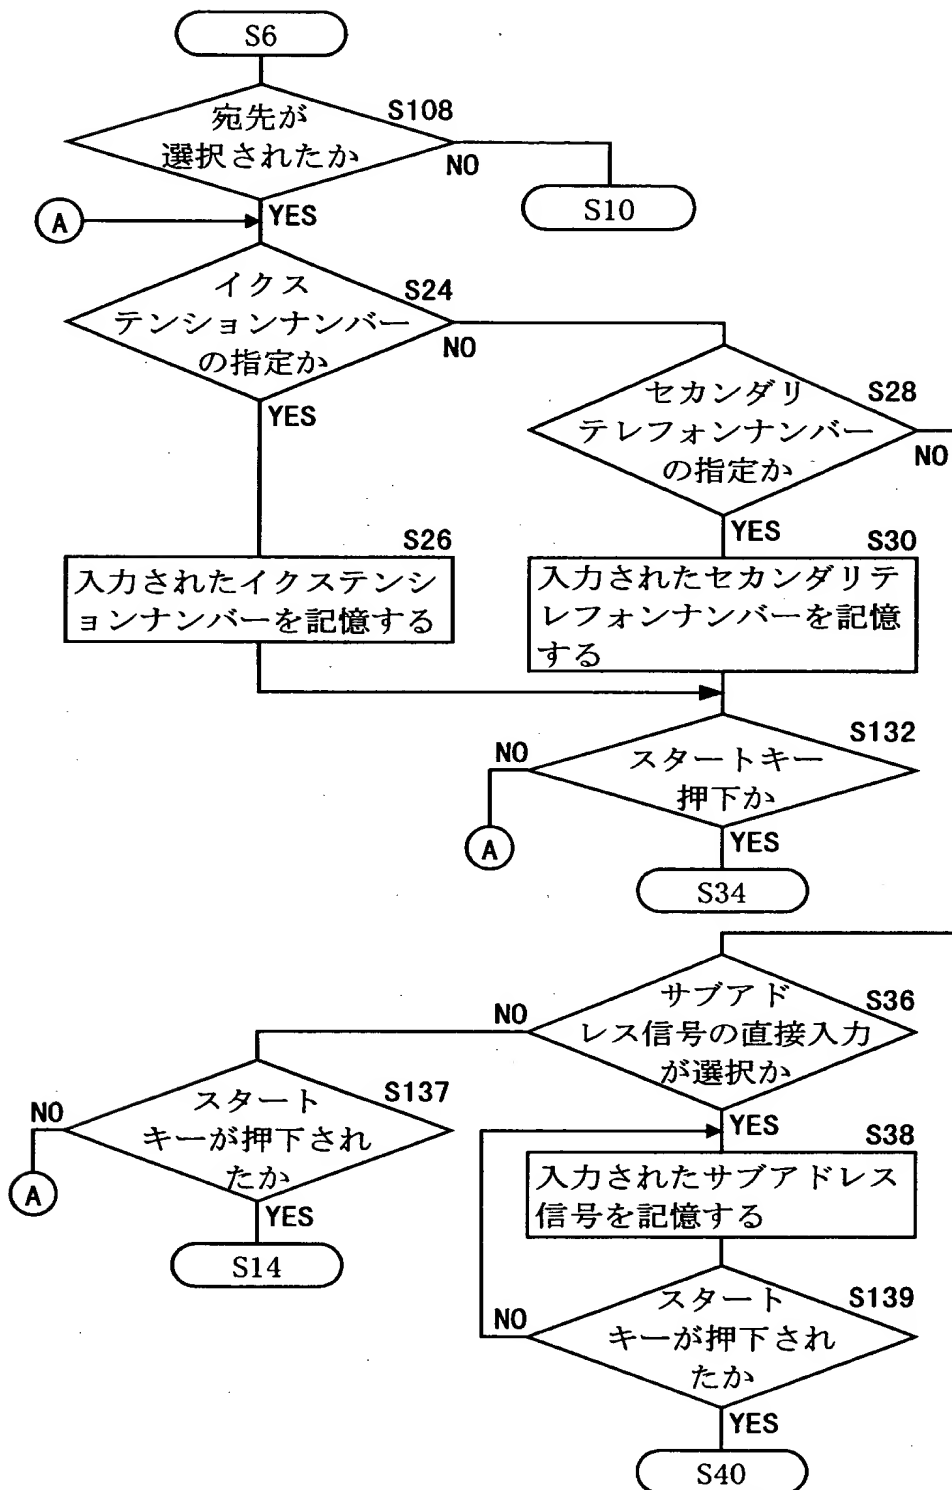 S6
宛先が
選択されたか
S108
NO
S10
YES
A
イクス
テンションナンバー
の指定か
S24
NO
YES
セカンダリ
テレフォンナンバー
の指定か
S28
NO
YES
S26
入力されたイクステンシ
ョンナンバーを記憶する
S30
入力されたセカンダリテ
レフォンナンバーを記憶
する
スタートキー
押下か
S132
NO
A
YES
S34
サブアド
レス信号の直接入力
が選択か
S36
NO
YES
スタート
キーが押下され
たか
S137
NO
A
YES
S14
S38
入力されたサブアドレス
信号を記憶する
スタート
キーが押下され
たか
S139
NO
YES
S40